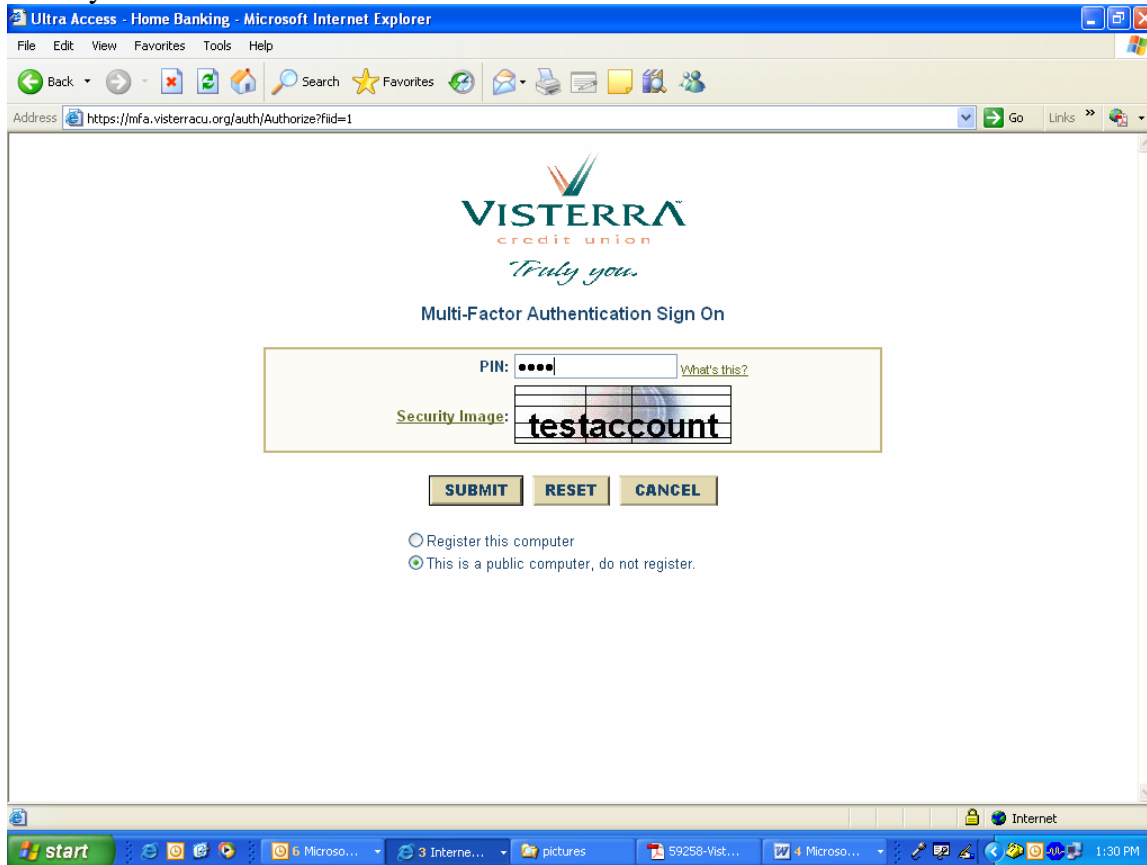 Ultra Access - Home Banking - Microsoft Internet Explorer
File Edit View Favorites Tools Help
Back Search Favorites
Address https://mfa.visterracu.org/auth/Authorize?fiid=1 Go Links »
VISTERRA
credit union
Truly you.
Multi-Factor Authentication Sign On
PIN: •••• What's this?
Security Image: testaccount
SUBMIT RESET CANCEL
Register this computer
This is a public computer, do not register.
Internet
start 6 Microso... 3 Interne... pictures 59258-Vist... 4 Microso... 1:30 PM